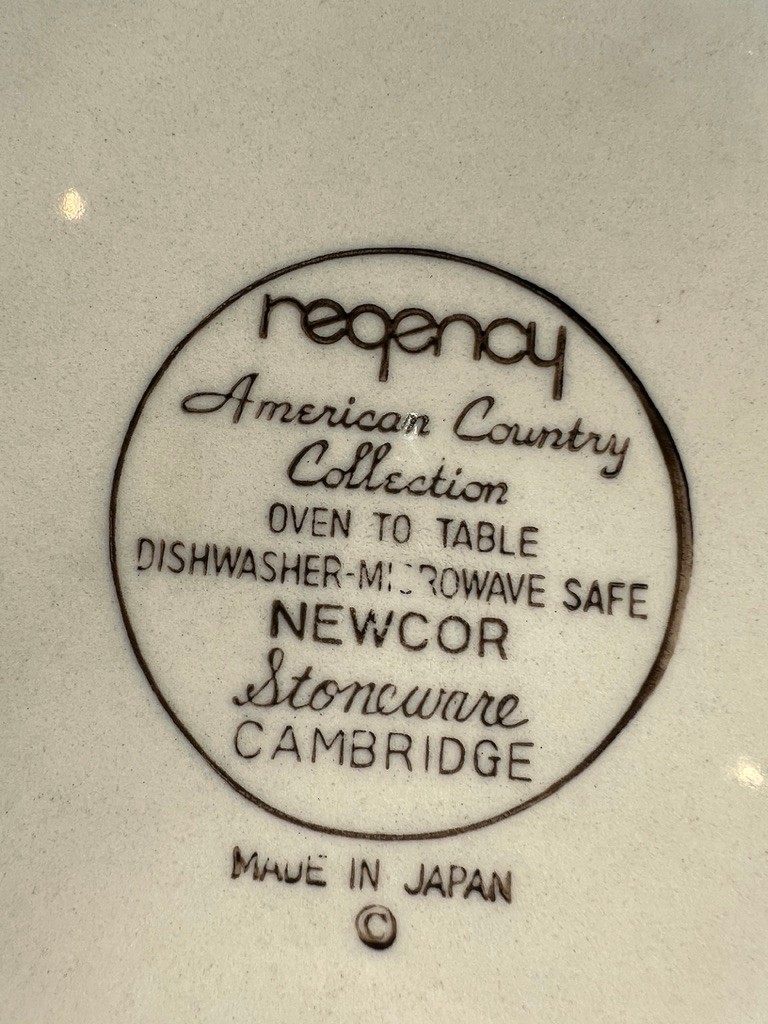 regency
American Country
Collection
OVEN TO TABLE
DISHWASHER-MICROWAVE SAFE
NEWCOR
Stoneware
CAMBRIDGE
MADE IN JAPAN
©